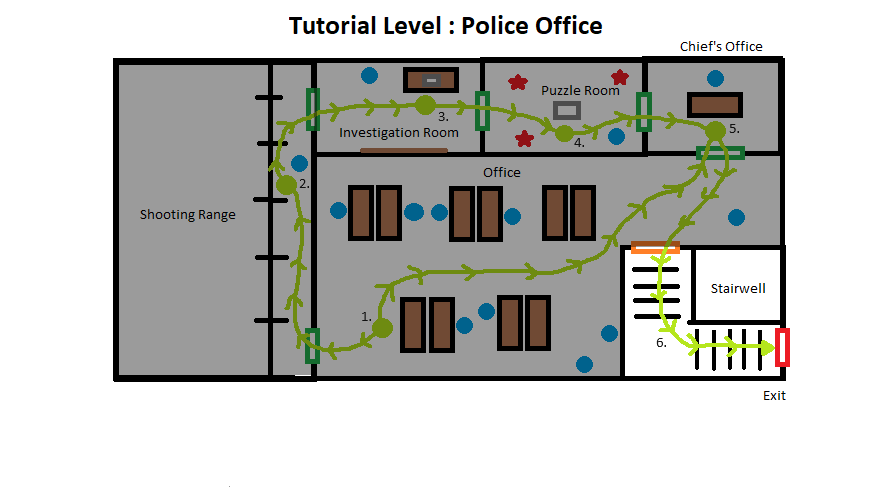 Tutorial Level : Police Office
Chief's Office
Puzzle Room
3.
5.
Investigation Room
4.
Office
2.
Shooting Range
Stairwell
1.
6.
Exit